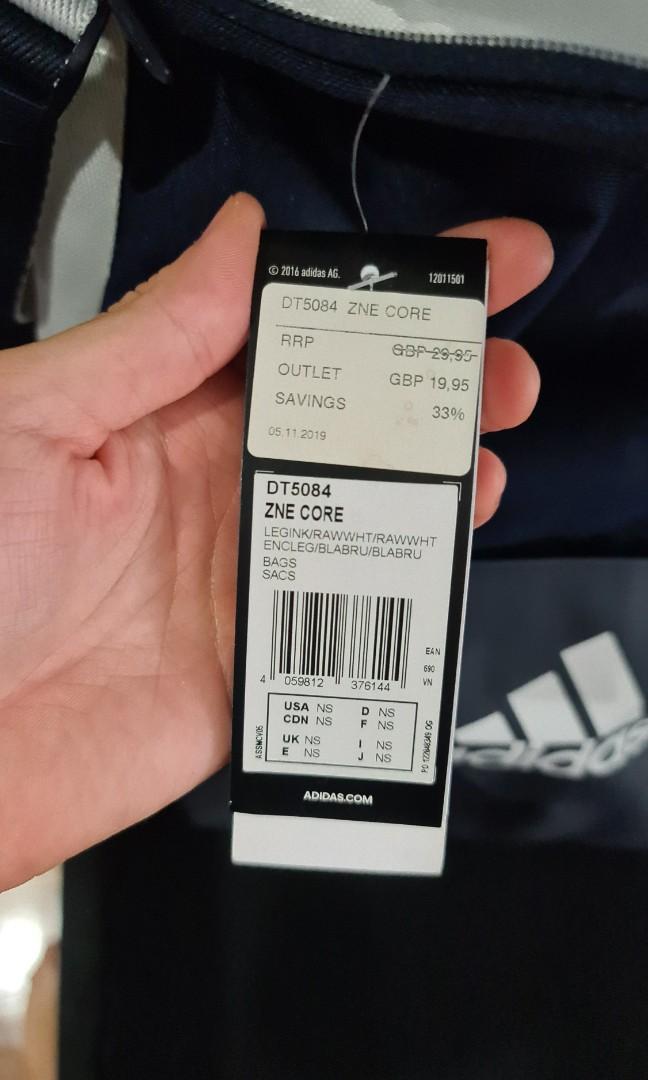 © 2016 adidas AG. 12011501
DT5084 ZNE CORE
RRP GBP 29,95
OUTLET GBP 19,95
SAVINGS 33%
05.11.2019
DT5084
ZNE CORE
LEGINK/RAWWHT/RAWWHT
ENCLEG/BLABRU/BLABRU
BAGS
SACS
EAN
690
VN
4 059812 376144
USA NS D NS
CDN NS F NS
UK NS I NS
E NS J NS
ASSMCV05
ADIDAS.COM
adidas